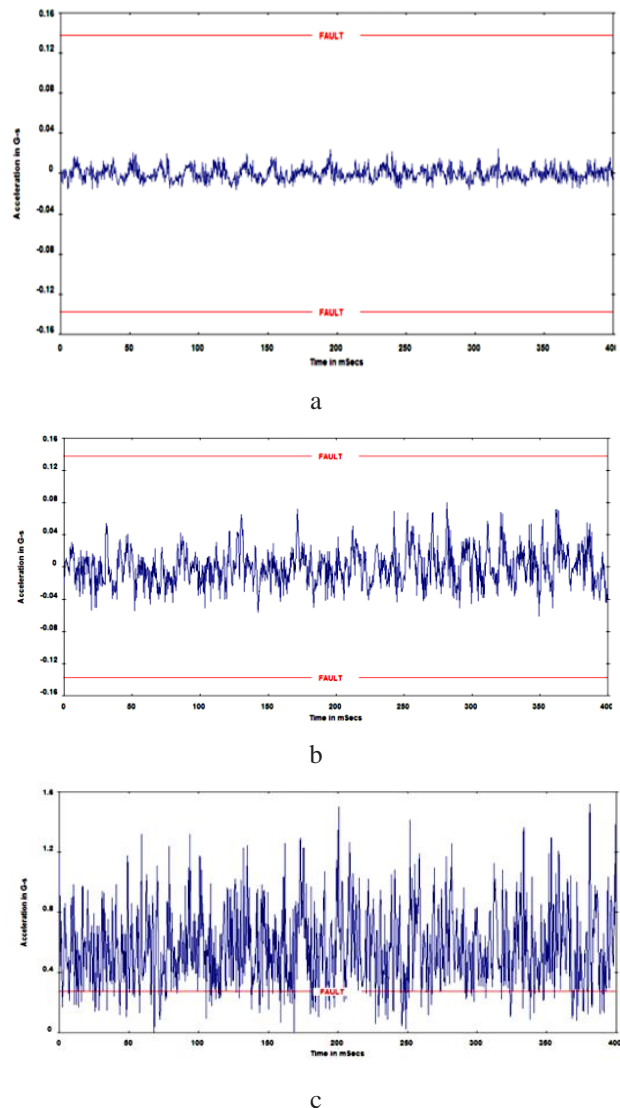 0.16
FAULT
0.12
0.08
0.04
0
-0.04
-0.08
-0.12
FAULT
-0.16
0 50 100 150 200 250 300 350 400
Acceleration in G-s
Time in mSecs
a
0.16
FAULT
0.12
0.08
0.04
0
-0.04
-0.08
-0.12
FAULT
-0.16
0 50 100 150 200 250 300 350 400
Acceleration in G-s
Time in mSecs
b
1.6
1.2
0.8
0.4
FAULT
0
0 50 100 150 200 250 300 350 400
Acceleration in G-s
Time in mSecs
c